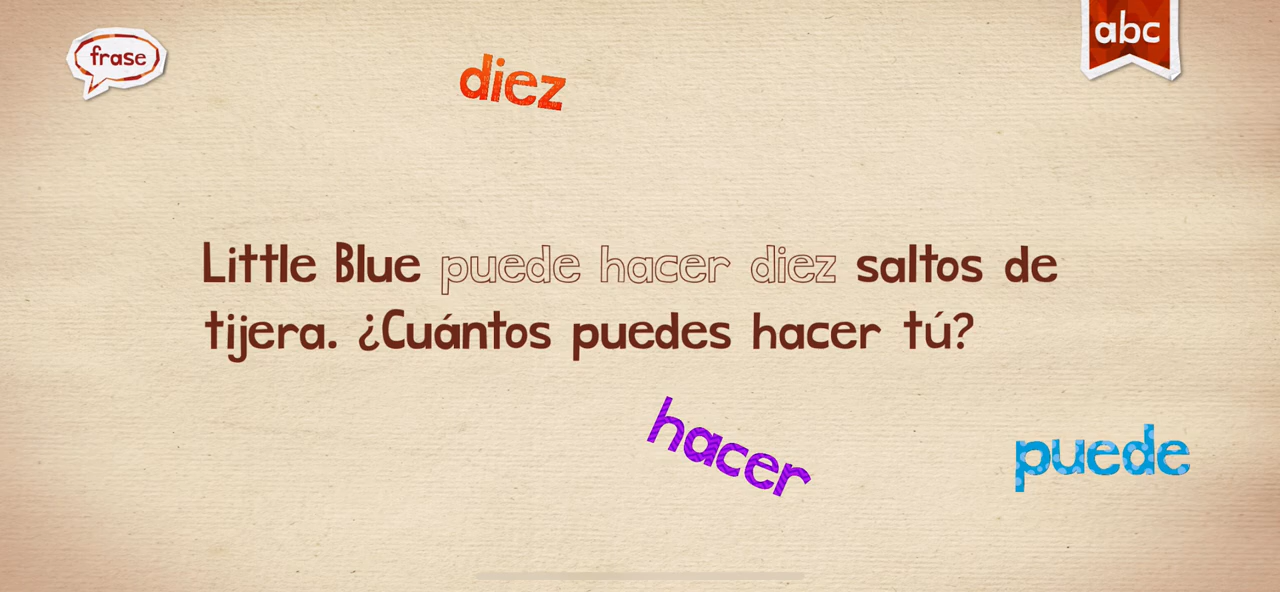 frase
abc
diez
Little Blue puede hacer diez saltos de
tijera. ¿Cuántos puedes hacer tú?
hacer
puede